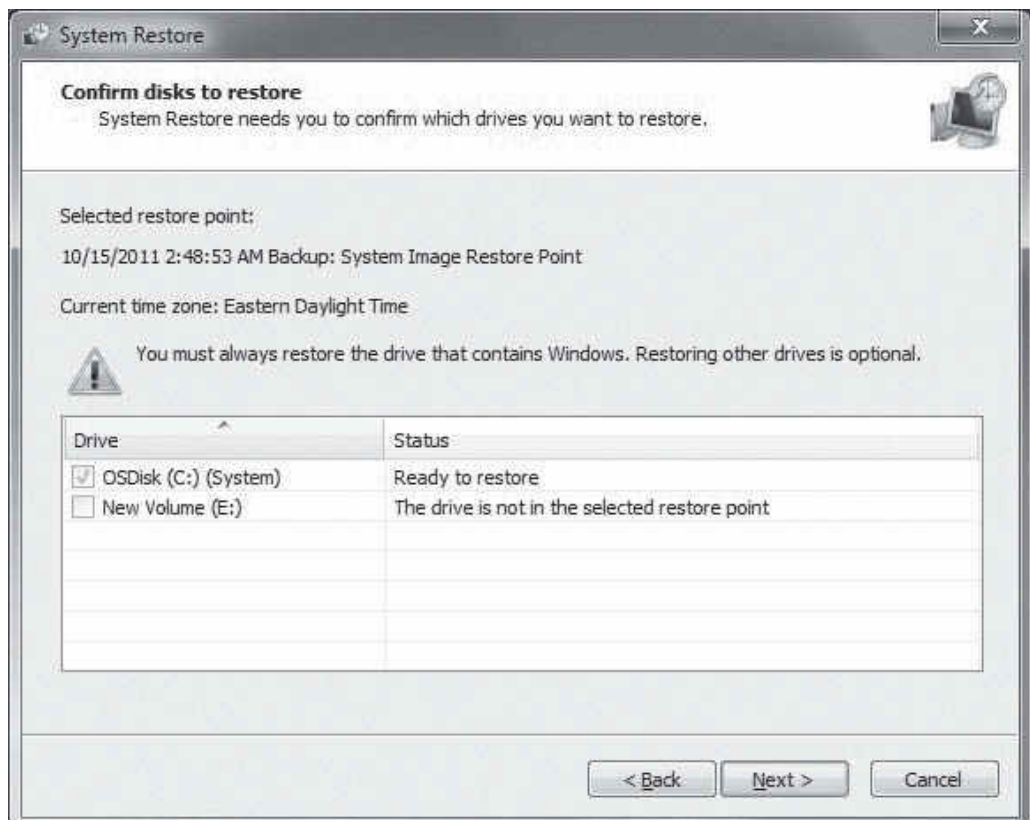 System Restore
Confirm disks to restore
System Restore needs you to confirm which drives you want to restore.
Selected restore point:
10/15/2011 2:48:53 AM Backup: System Image Restore Point
Current time zone: Eastern Daylight Time
You must always restore the drive that contains Windows. Restoring other drives is optional.
Drive Status
OSDisk (C:) (System) Ready to restore
New Volume (E:) The drive is not in the selected restore point
< Back Next > Cancel